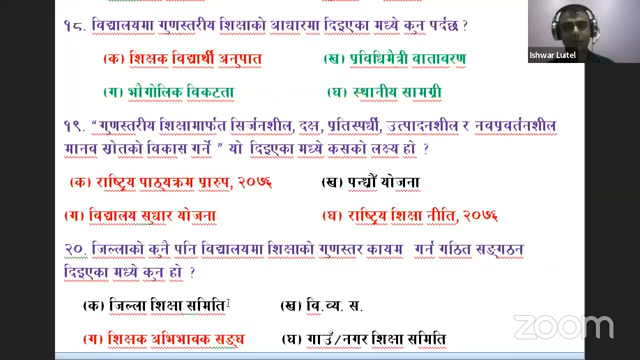 १८. विद्यालयमा गुणस्तरीय शिक्षाको आधारमा दिइएका मध्ये कुन पर्दछ ?
(क) शिक्षक विद्यार्थी अनुपात (ख) प्रविधिमैत्री वातावरण
(ग) भौगोलिक विकटता (घ) स्थानीय सामग्री
१९. “गुणस्तरीय शिक्षामार्फत सिर्जनशील, दक्ष, प्रतिस्पर्धी, उत्पादनशील र नवप्रवर्तनशील
मानव स्रोतको विकास गर्ने” यो दिइएका मध्ये कसको लक्ष्य हो ?
(क) राष्ट्रिय पाठ्यक्रम प्रारुप, २०७६ (ख) पन्ध्रौं योजना
(ग) विद्यालय सुधार योजना (घ) राष्ट्रिय शिक्षा नीति, २०७६
२०. जिल्लाको कुनै पनि विद्यालयमा शिक्षाको गुणस्तर कायम गर्न गठित सङ्गठन
दिइएका मध्ये कुन हो ?
(क) जिल्ला शिक्षा समिति (ख) वि.व्य. स.
(ग) शिक्षक अभिभावक सङ्घ (घ) गाउँ/नगर शिक्षा समिति
Ishwar Luitel
zoom